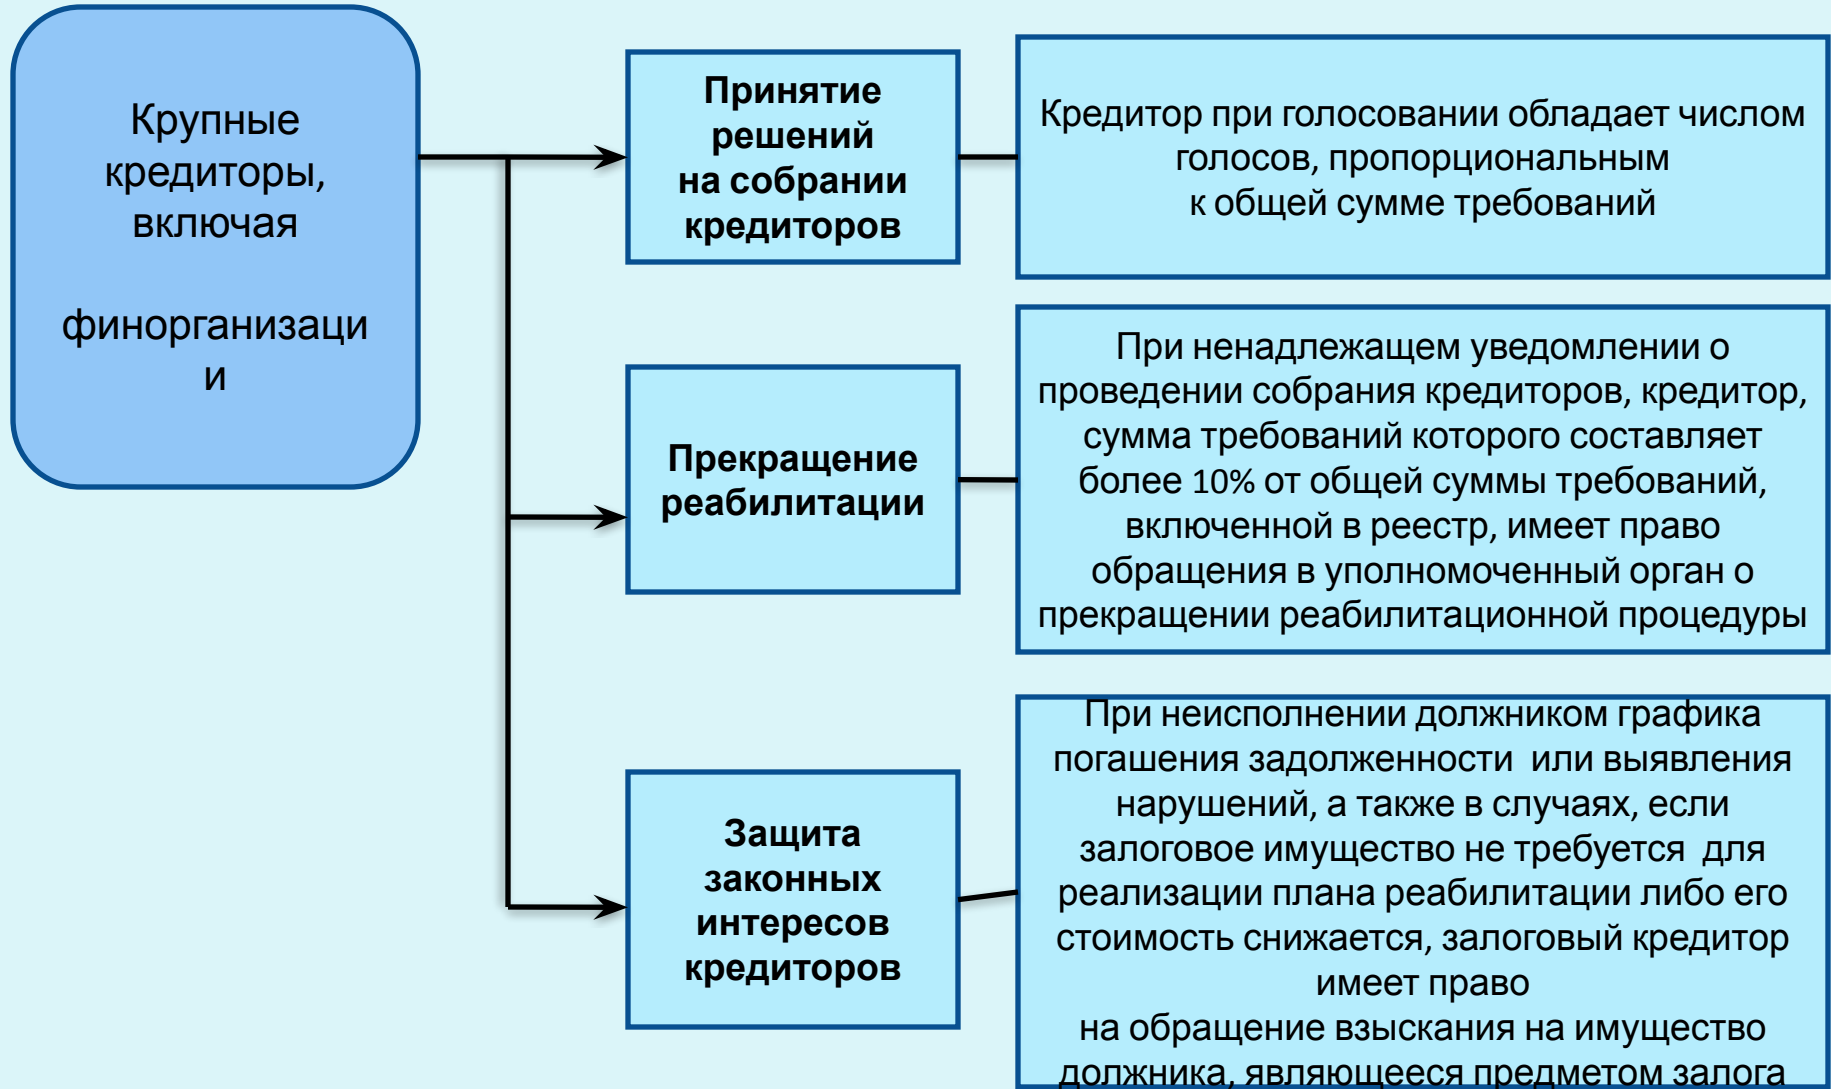 Крупные
кредиторы,
включая
финорганизаци
и
Принятие
решений
на собрании
кредиторов
Кредитор при голосовании обладает числом
голосов, пропорциональным
к общей сумме требований
Прекращение
реабилитации
При ненадлежащем уведомлении о
проведении собрания кредиторов, кредитор,
сумма требований которого составляет
более 10% от общей суммы требований,
включенной в реестр, имеет право
обращения в уполномоченный орган о
прекращении реабилитационной процедуры
Защита
законных
интересов
кредиторов
При неисполнении должником графика
погашения задолженности  или выявления
нарушений, а также в случаях, если
залоговое имущество не требуется  для
реализации плана реабилитации либо его
стоимость снижается, залоговый кредитор
имеет право
на обращение взыскания на имущество
должника, являющееся предметом залога